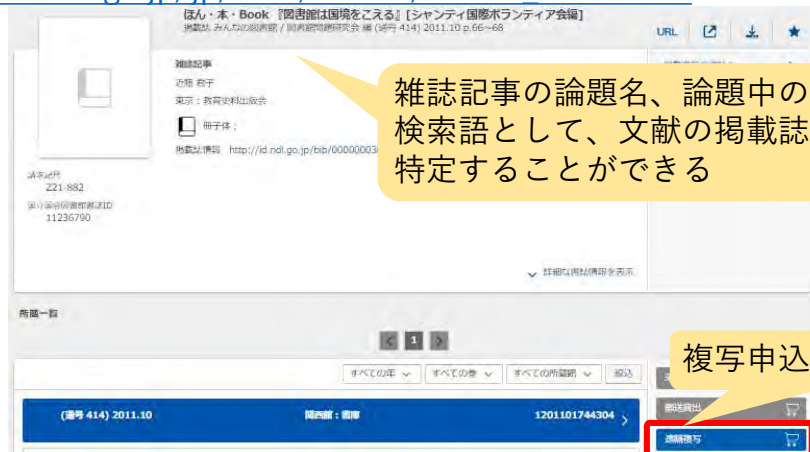 ほん・本・Book『図書館は国境をこえる』[シャンティ国際ボランティア会編]
掲載誌 みんなの図書館 / 図書館問題研究会 編 (通号 414) 2011.10 p.66~68
URL
雑誌記事
近藤 君子
東京 : 教育史料出版会
冊子体 ;
掲載誌情報 http://id.ndl.go.jp/bib/00000003
雑誌記事の論題名、論題中の
検索語として、文献の掲載誌
特定することができる
請求記号
221-882
国立国会図書館書誌ID
11236790
詳細な書誌情報を表示
所蔵一覧
< 1 >
すべての年
すべての巻
すべての所蔵館
絞込
複写申込
(通号 414) 2011.10
関西館 : 書庫
1201101744304
郵送貸出
遠隔複写